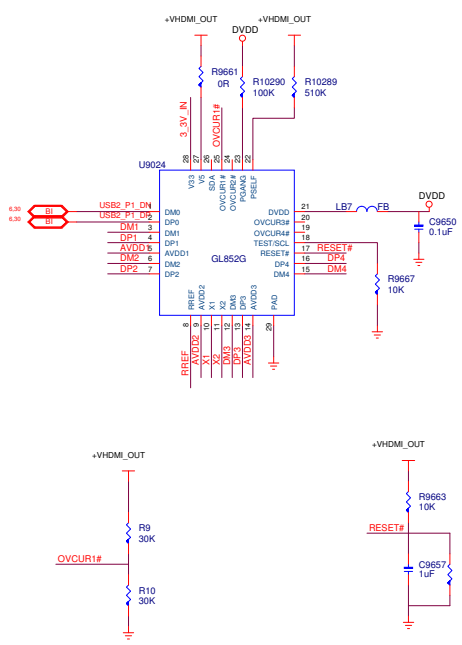 +VHDMI_OUT
+VHDMI_OUT
DVDD
R9661
0R
R10290
100K
R10289
510K
3_3V_IN
OVCUR1#
28
27
26
25
24
23
22
U9024
V33
V5
SDA
OVCUR1#
OVCUR2#
PGANG
PSELF
6,30
BI
USB2_P1_DN
1
DM0
6,30
BI
USB2_P1_DP
2
DP0
DM1
3
DM1
DP1
4
DP1
AVDD1
5
AVDD1
DM2
6
DM2
DP2
7
DP2
GL852G
DVDD
21
LB7
FB
DVDD
OVCUR3#
20
OVCUR4#
19
TEST/SCL
18
RESET#
17
RESET#
DP4
16
DP4
DM4
15
DM4
C9650
0.1uF
R9667
10K
RREF
AVDD2
X1
X2
DM3
DP3
AVDD3
PAD
8
9
10
11
12
13
14
29
RREF
AVDD2
X1
X2
DM3
DP3
AVDD3
+VHDMI_OUT
R9
30K
OVCUR1#
R10
30K
+VHDMI_OUT
R9663
10K
RESET#
C9657
1uF